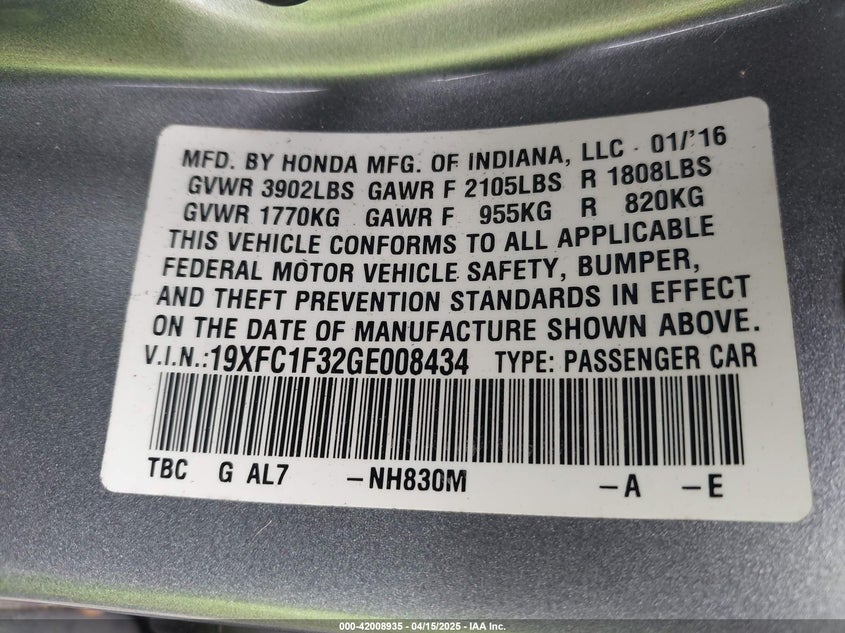 MFD. BY HONDA MFG. OF INDIANA, LLC · 01/'16
GVWR 3902LBS GAWR F 2105LBS R 1808LBS
GVWR 1770KG GAWR F 955KG R 820KG
THIS VEHICLE CONFORMS TO ALL APPLICABLE
FEDERAL MOTOR VEHICLE SAFETY, BUMPER,
AND THEFT PREVENTION STANDARDS IN EFFECT
ON THE DATE OF MANUFACTURE SHOWN ABOVE.
V.I.N.:19XFC1F32GE008434 TYPE: PASSENGER CAR
TBC G AL7 –NH830M –A –E
000-42008935 - 04/15/2025 - IAA Inc.